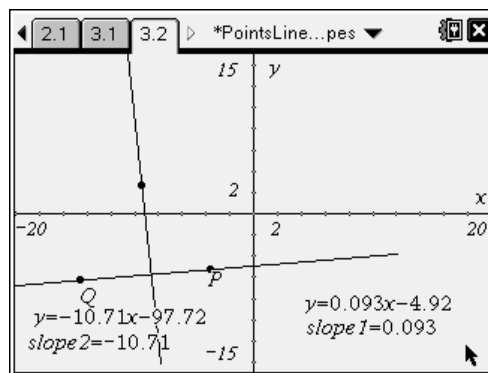 2.1 3.1 3.2 *PointsLine...pes
15 y
2 x
-20 2 20
P
Q
y=-10.71x-97.72 y=0.093x-4.92
slope2=-10.71 slope1=0.093
-15